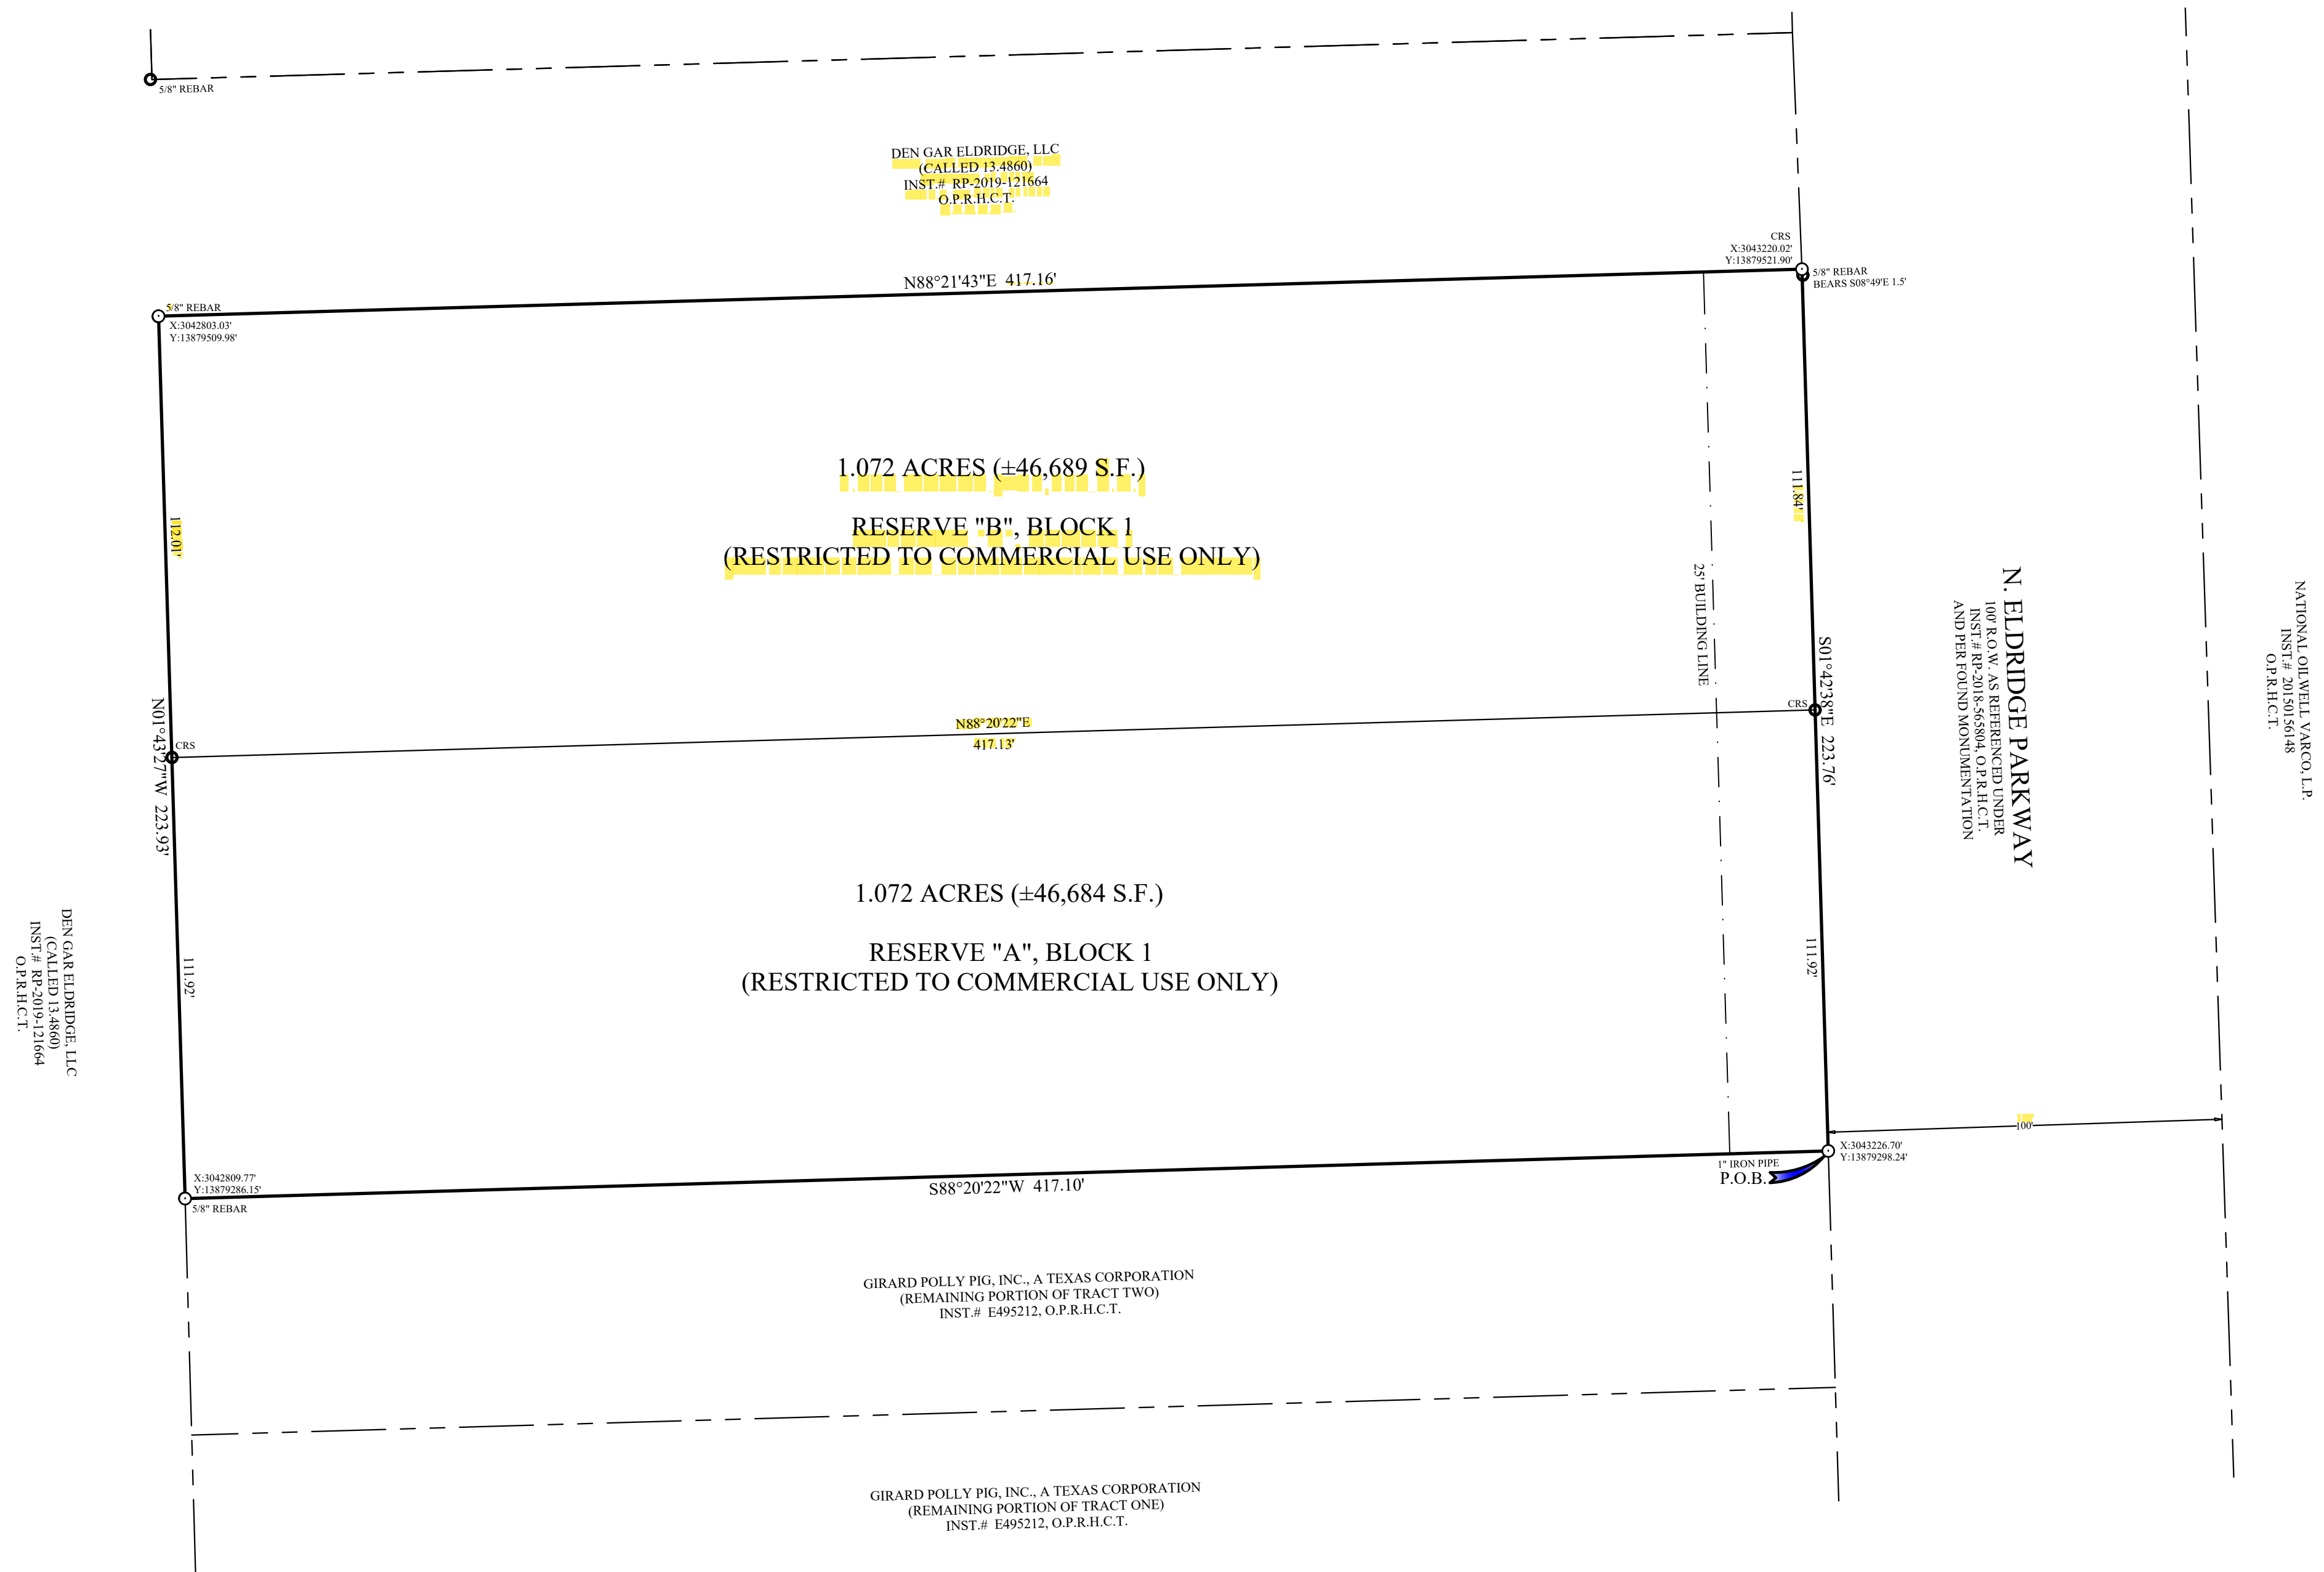 5/8" REBAR
DEN GAR ELDRIDGE, LLC
(CALLED 13.4860)
INST.# RP-2019-121664
O.P.R.H.C.T.
CRS
X:3043220.02'
Y:13879521.90'
5/8" REBAR
BEARS S08°49'E 1.5'
N88°21'43"E 417.16'
5/8" REBAR
X:3042803.03'
Y:13879509.98'
1.072 ACRES (±46,689 S.F.)
RESERVE "B", BLOCK 1
(RESTRICTED TO COMMERCIAL USE ONLY)
112.01'
111.84'
25' BUILDING LINE
N. ELDRIDGE PARKWAY
100' R.O.W. AS REFERENCED UNDER
INST.# RP-2018-565804, O.P.R.H.C.T.
AND PER FOUND MONUMENTATION
NATIONAL OILWELL VARCO, L.P.
INST.# 20150156148
O.P.R.H.C.T.
S01°42'38"E 223.76'
N01°43'27"W 223.93'
CRS
N88°20'22"E
417.13'
CRS
1.072 ACRES (±46,684 S.F.)
RESERVE "A", BLOCK 1
(RESTRICTED TO COMMERCIAL USE ONLY)
111.92'
111.92'
DEN GAR ELDRIDGE, LLC
(CALLED 13.4860)
INST.# RP-2019-121664
O.P.R.H.C.T.
100'
X:3043226.70'
Y:13879298.24'
1" IRON PIPE
P.O.B.
X:3042809.77'
Y:13879286.15'
5/8" REBAR
S88°20'22"W 417.10'
GIRARD POLLY PIG, INC., A TEXAS CORPORATION
(REMAINING PORTION OF TRACT TWO)
INST.# E495212, O.P.R.H.C.T.
GIRARD POLLY PIG, INC., A TEXAS CORPORATION
(REMAINING PORTION OF TRACT ONE)
INST.# E495212, O.P.R.H.C.T.